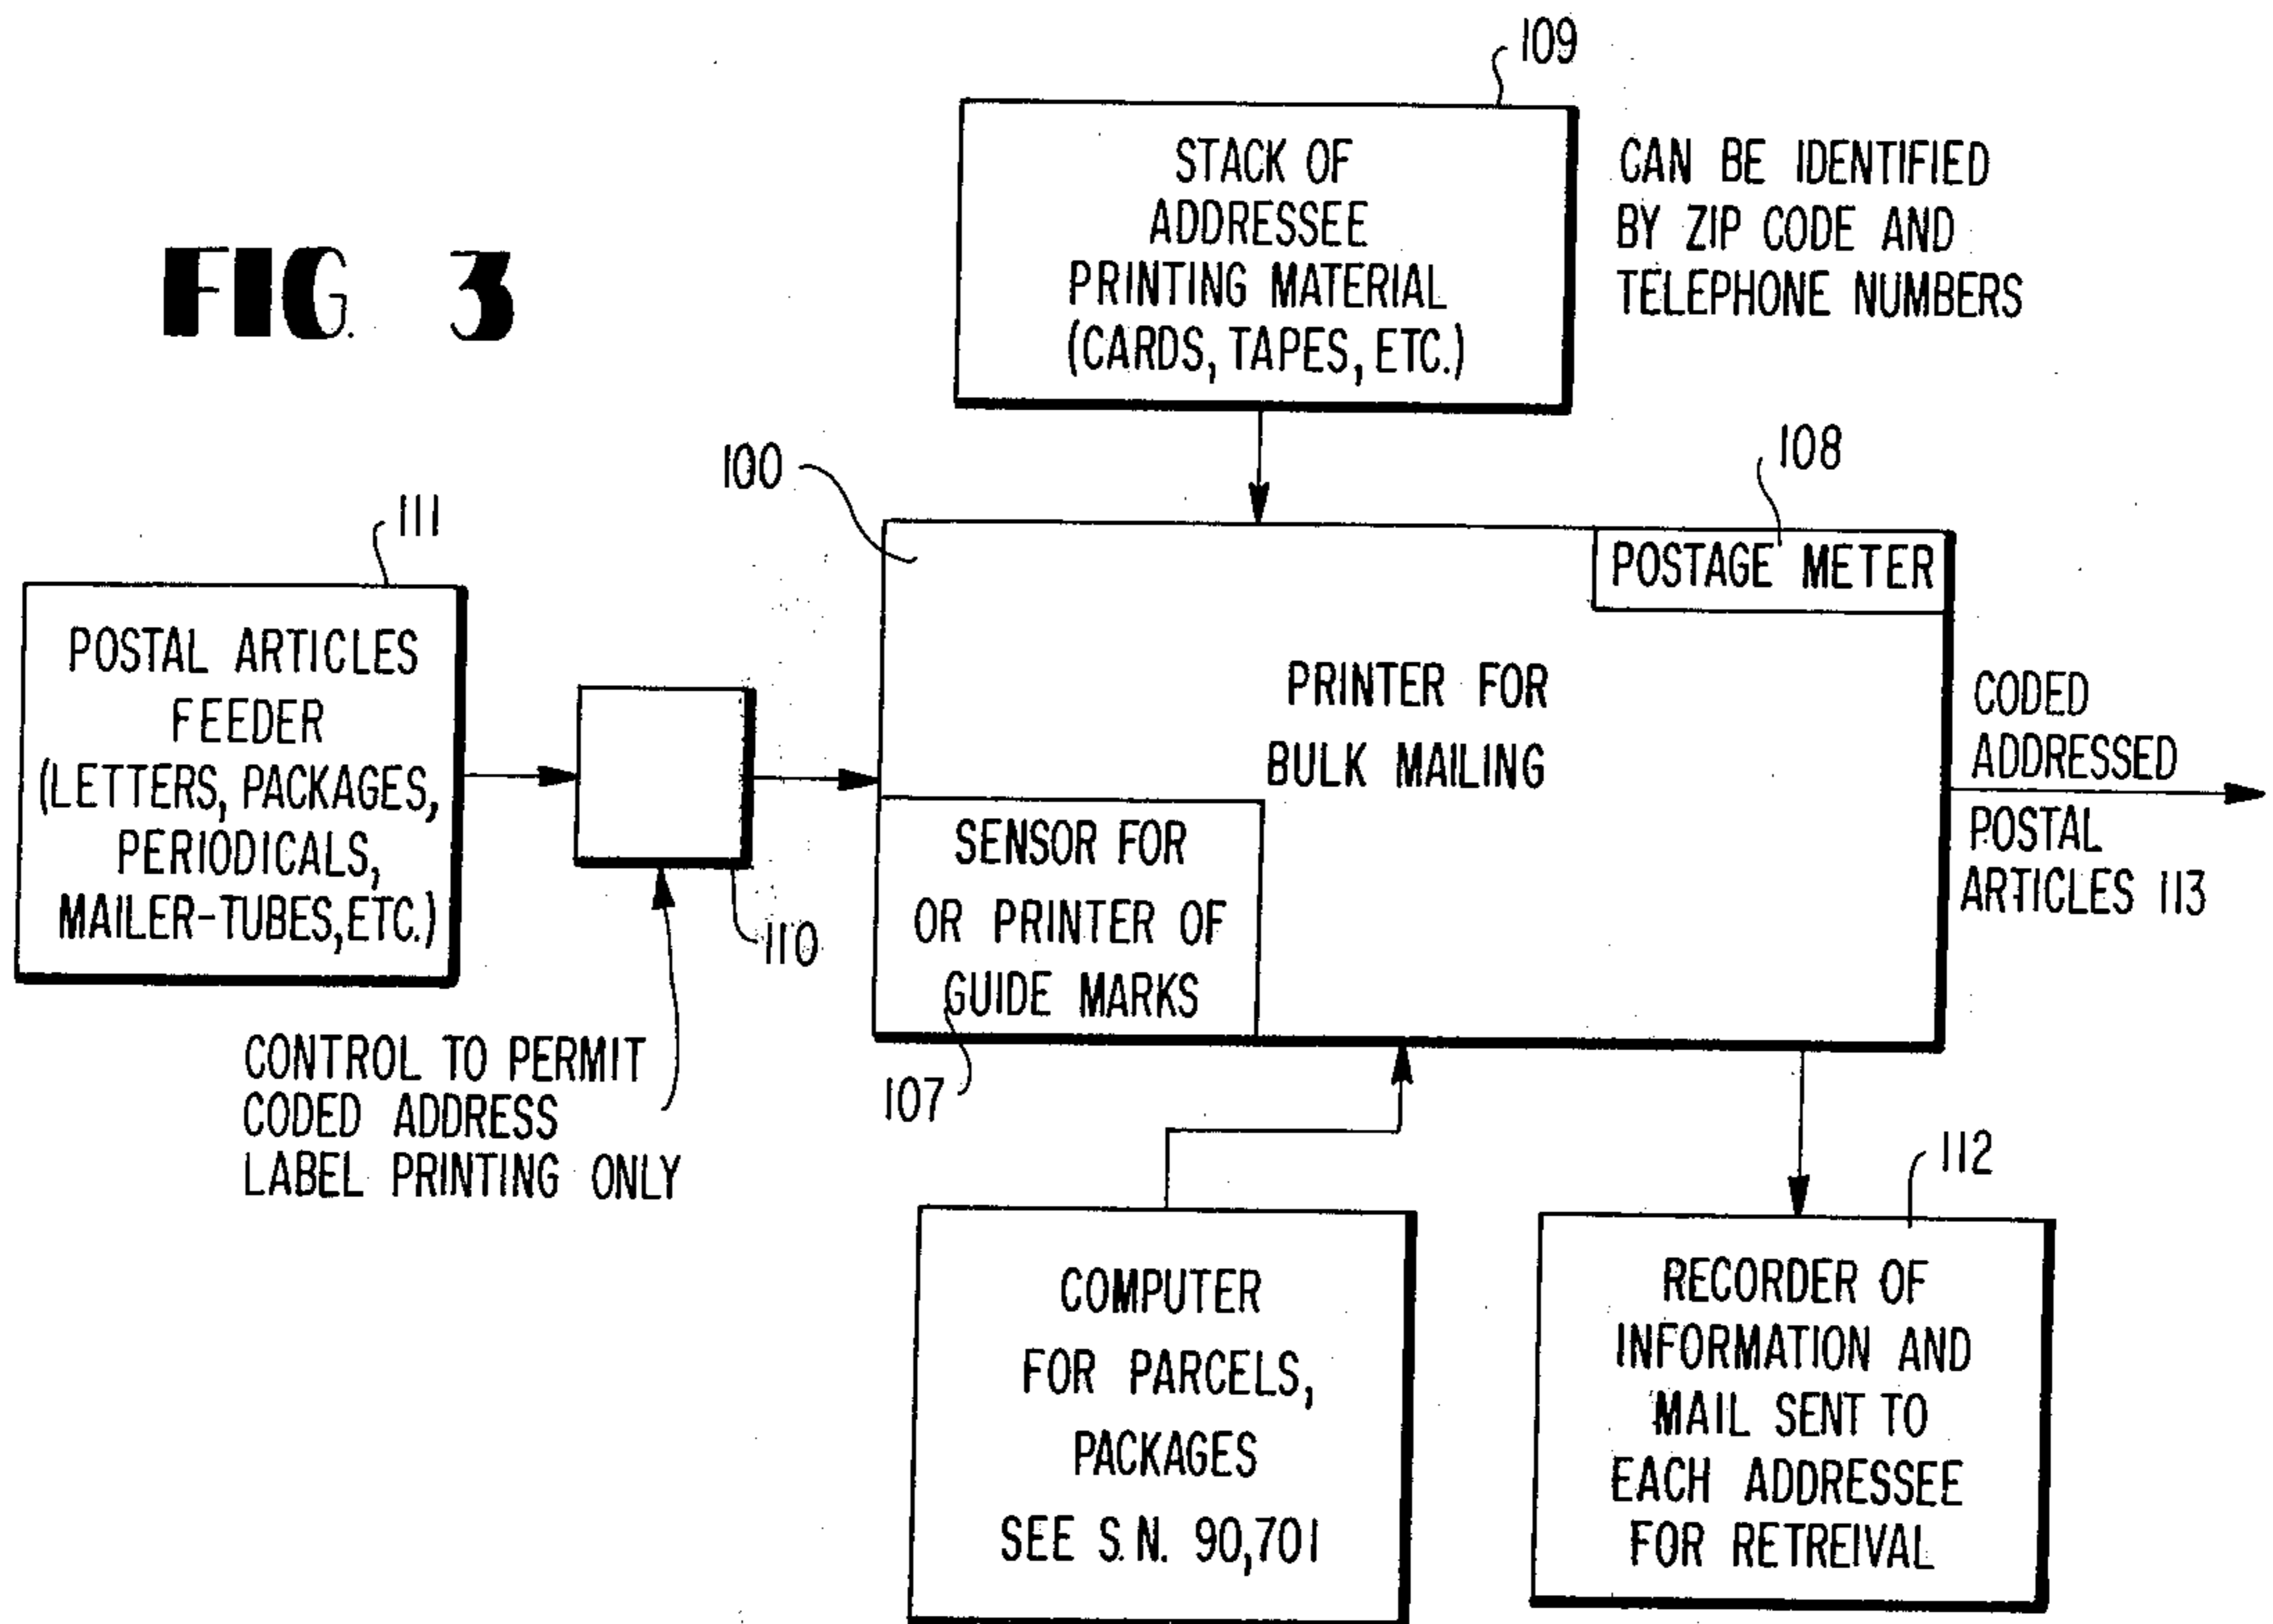 FIG. 3
109
STACK OF
ADDRESSEE
PRINTING MATERIAL
(CARDS, TAPES, ETC.)
CAN BE IDENTIFIED
BY ZIP CODE AND
TELEPHONE NUMBERS
100
108
POSTAGE METER
111
POSTAL ARTICLES
FEEDER
(LETTERS, PACKAGES,
PERIODICALS,
MAILER-TUBES, ETC.)
110
CONTROL TO PERMIT
CODED ADDRESS
LABEL PRINTING ONLY
PRINTER FOR
BULK MAILING
SENSOR FOR
OR PRINTER OF
GUIDE MARKS
107
CODED
ADDRESSED
POSTAL
ARTICLES 113
COMPUTER
FOR PARCELS,
PACKAGES
SEE S.N. 90,701
112
RECORDER OF
INFORMATION AND
MAIL SENT TO
EACH ADDRESSEE
FOR RETREIVAL